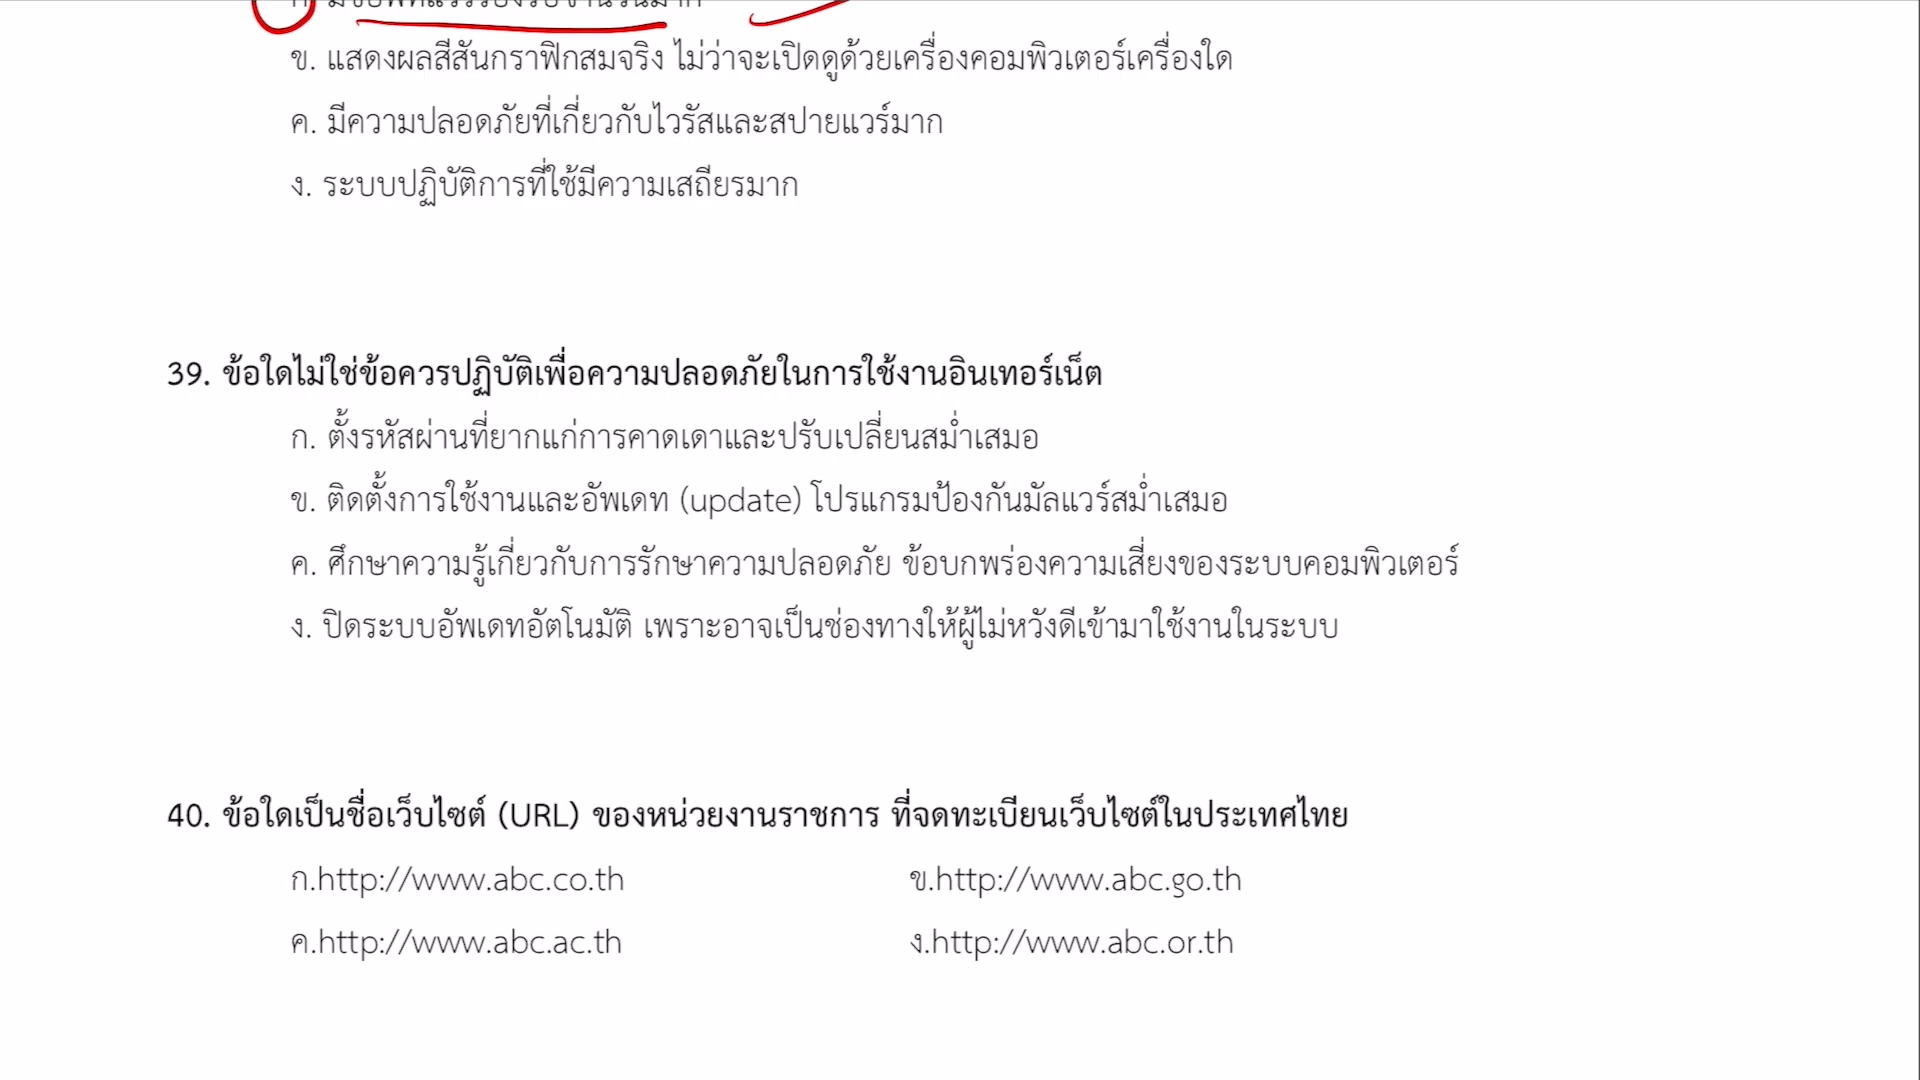 ข. แสดงผลสีสันกราฟิกสมจริง ไม่ว่าจะเปิดดูด้วยเครื่องคอมพิวเตอร์เครื่องใด
ค. มีความปลอดภัยที่เกี่ยวกับไวรัสและสปายแวร์มาก
ง. ระบบปฏิบัติการที่ใช้มีความเสถียรมาก
39. ข้อใดไม่ใช่ข้อควรปฏิบัติเพื่อความปลอดภัยในการใช้งานอินเทอร์เน็ต
ก. ตั้งรหัสผ่านที่ยากแก่การคาดเดาและปรับเปลี่ยนสม่ำเสมอ
ข. ติดตั้งการใช้งานและอัพเดท (update) โปรแกรมป้องกันมัลแวร์สม่ำเสมอ
ค. ศึกษาความรู้เกี่ยวกับการรักษาความปลอดภัย ข้อบกพร่องความเสี่ยงของระบบคอมพิวเตอร์
ง. ปิดระบบอัพเดทอัตโนมัติ เพราะอาจเป็นช่องทางให้ผู้ไม่หวังดีเข้ามาใช้งานในระบบ
40. ข้อใดเป็นชื่อเว็บไซต์ (URL) ของหน่วยงานราชการ ที่จดทะเบียนเว็บไซต์ในประเทศไทย
ก.http://www.abc.co.th ข.http://www.abc.go.th
ค.http://www.abc.ac.th ง.http://www.abc.or.th